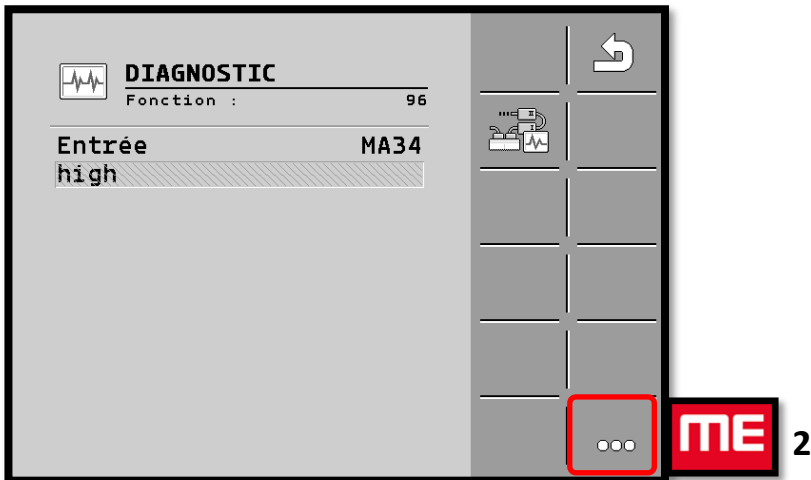 DIAGNOSTIC
Fonction : 96
Entrée MA34
high
ME 2